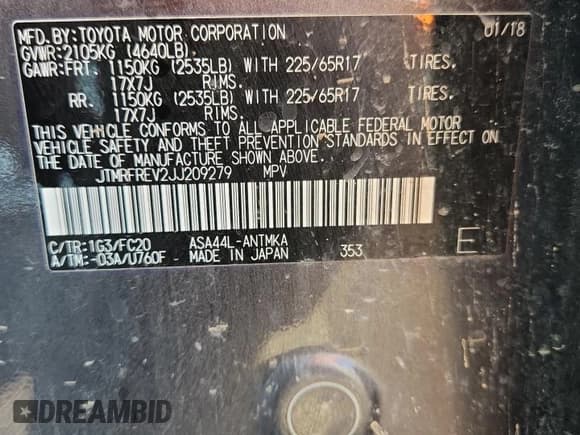 MFD.BY:TOYOTA MOTOR CORPORATION 01/18
GVWR:2105KG (4640LB)
GAWR:FRT. 1150KG (2535LB) WITH 225/65R17 TIRES.
17X7J RIMS.
RR. 1150KG (2535LB) WITH 225/65R17 TIRES.
17X7J RIMS.
THIS VEHICLE CONFORMS TO ALL APPLICABLE FEDERAL MOTOR
VEHICLE SAFETY AND THEFT PREVENTION STANDARDS IN EFFECT ON
THE DATE OF MANUFACTURE SHOWN ABOVE.
JTMRFREV2JJ209279 MPV
C/TR:1G3/FC20 ASA44L-ANTMKA
A/TM:-03A/U760F MADE IN JAPAN 353 E
DREAMBID